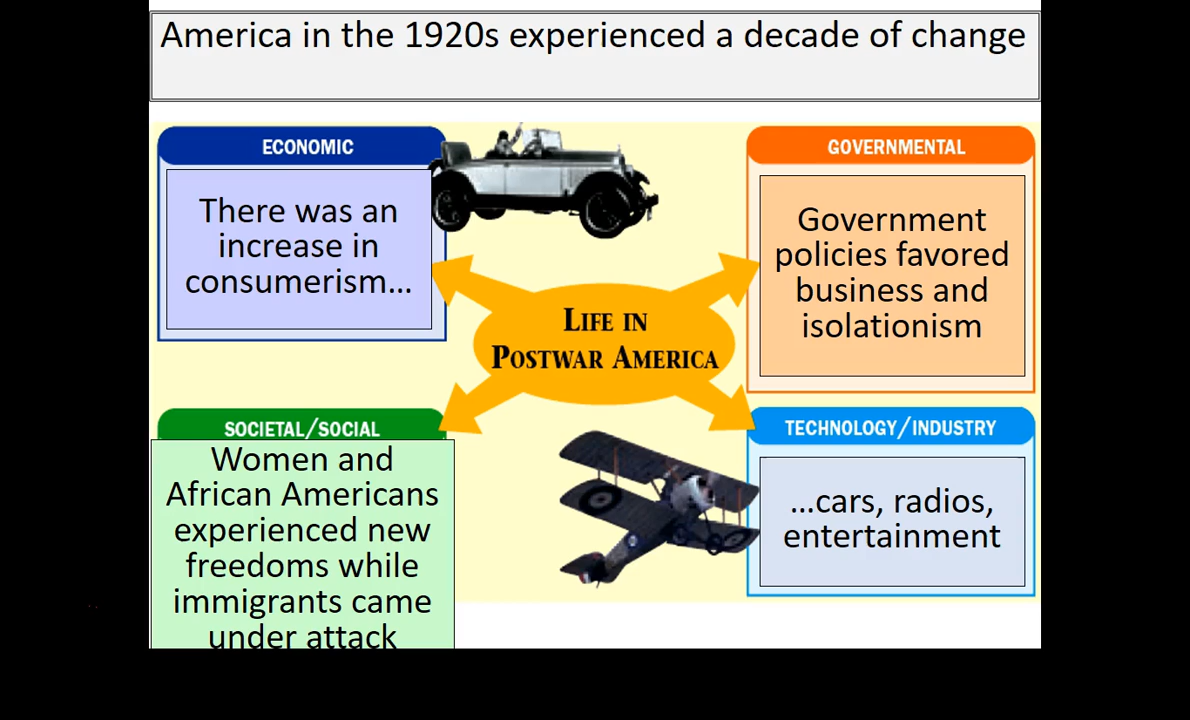 America in the 1920s experienced a decade of change
ECONOMIC
There was an
increase in
consumerism...
GOVERNMENTAL
Government
policies favored
business and
isolationism
LIFE IN
POSTWAR AMERICA
SOCIETAL/SOCIAL
Women and
African Americans
experienced new
freedoms while
immigrants came
under attack
TECHNOLOGY/INDUSTRY
...cars, radios,
entertainment